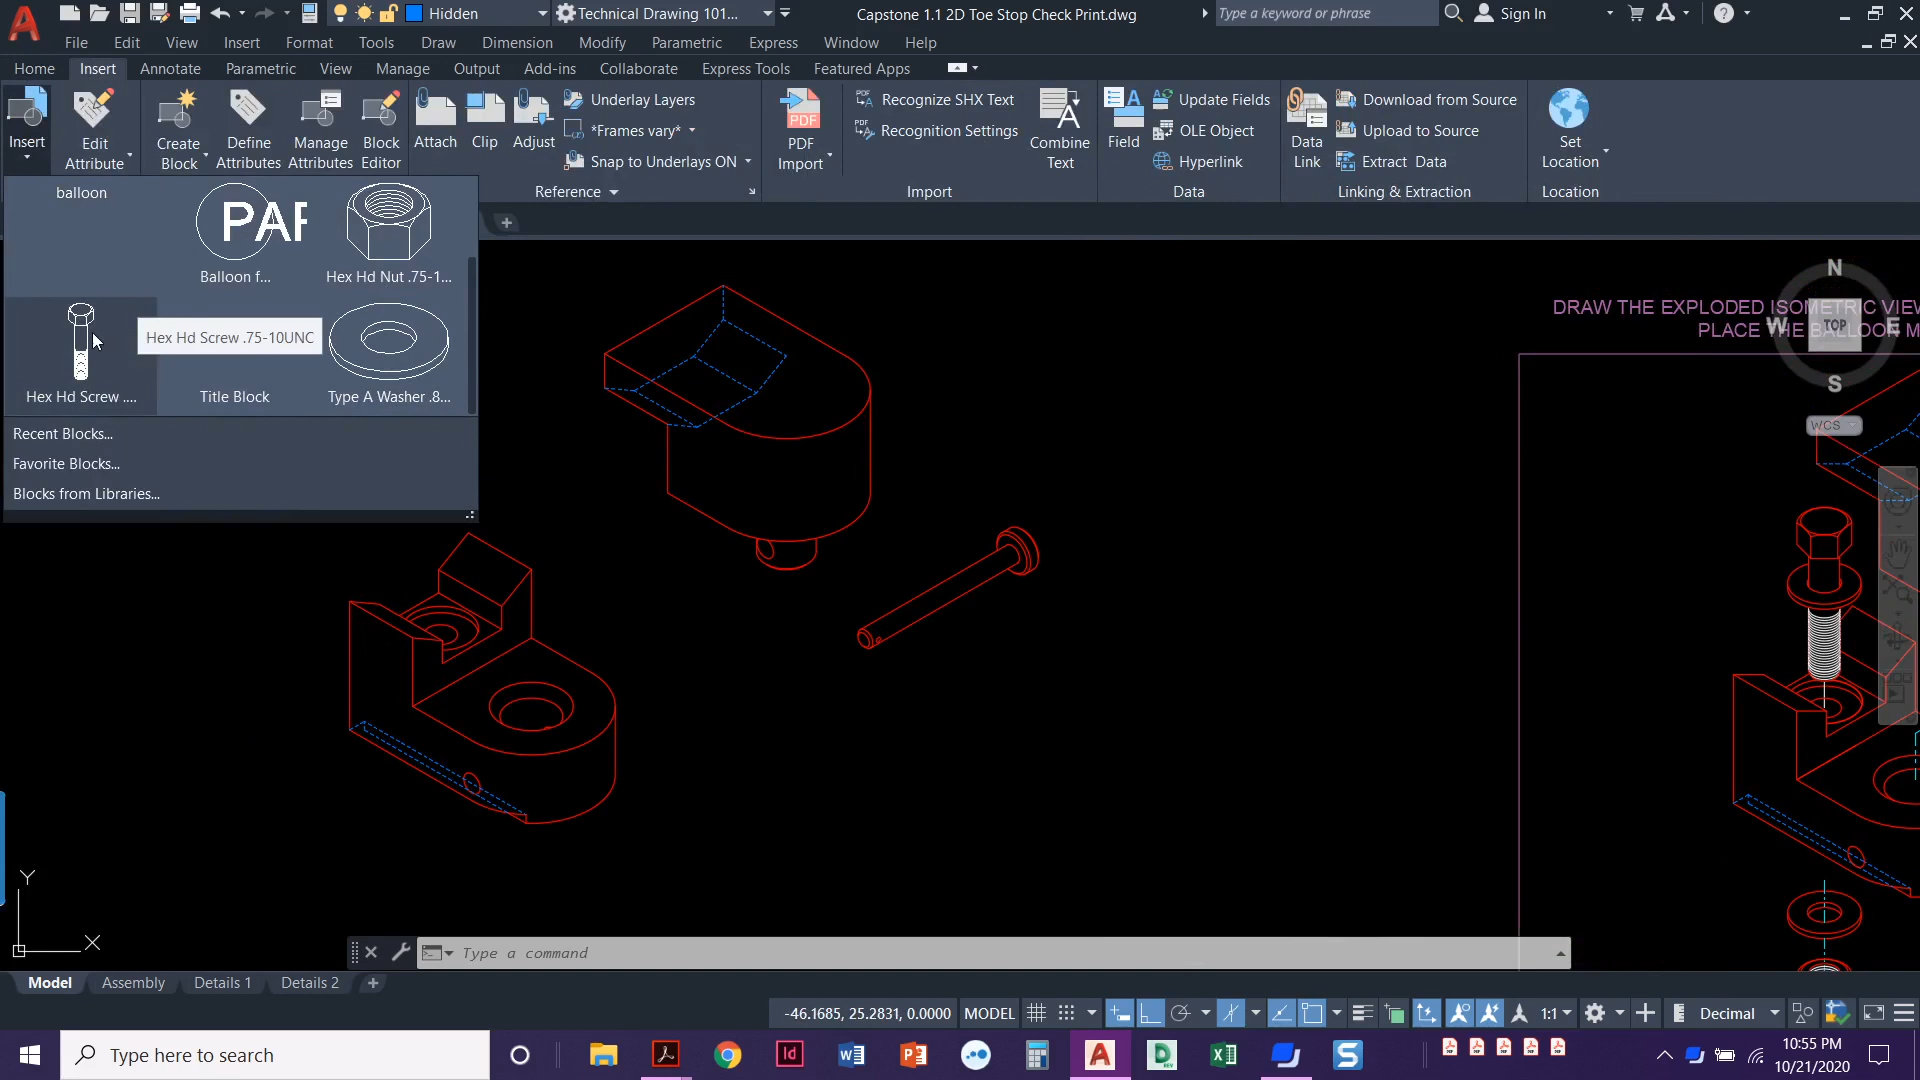 Hidden
Technical Drawing 101...
Capstone 1.1 2D Toe Stop Check Print.dwg
Type a keyword or phrase
Sign In
File Edit View Insert Format Tools Draw Dimension Modify Parametric Express Window Help
Home Insert Annotate Parametric View Manage Output Add-ins Collaborate Express Tools Featured Apps
Insert
Edit Attribute
Create Block
Define Attributes
Manage Attributes
Block Editor
Attach
Clip
Adjust
Underlay Layers
*Frames vary*
Snap to Underlays ON
Reference
PDF
PDF Import
Recognize SHX Text
Recognition Settings
Combine Text
Import
Field
Update Fields
OLE Object
Hyperlink
Data
Data Link
Download from Source
Upload to Source
Extract Data
Linking & Extraction
Set Location
Location
balloon
PAR
Balloon f...
Hex Hd Nut .75-1...
Hex Hd Screw .75-10UNC
Hex Hd Screw ....
Title Block
Type A Washer .8...
Recent Blocks...
Favorite Blocks...
Blocks from Libraries...
DRAW THE EXPLODED ISOMETRIC VIEW
PLACE THE BALLOON M
N
W
TOP
E
S
WCS
Y
X
Type a command
Model Assembly Details 1 Details 2
-46.1685, 25.2831, 0.0000 MODEL 1:1 Decimal
Type here to search
10:55 PM
10/21/2020